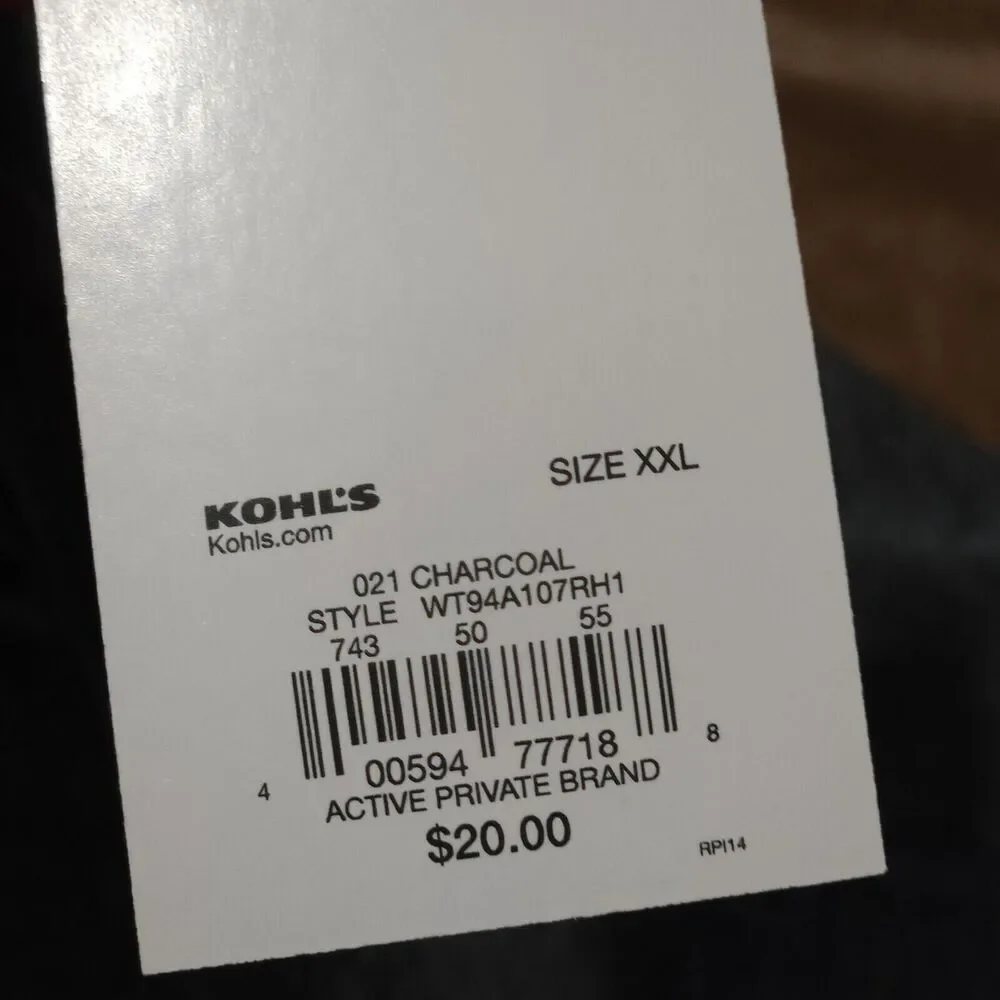 SIZE XXL
KOHL'S
Kohls.com
021 CHARCOAL
STYLE WT94A107RH1
743 50 55
4 00594 77718 8
ACTIVE PRIVATE BRAND
$20.00
RPI14